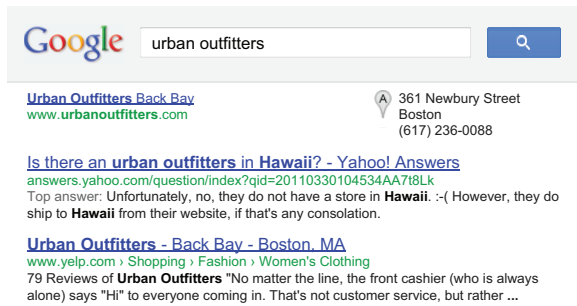 Google urban outfitters
Urban Outfitters Back Bay
www.urbanoutfitters.com
A 361 Newbury Street
Boston
(617) 236-0088
Is there an urban outfitters in Hawaii? - Yahoo! Answers
answers.yahoo.com/question/index?qid=20110330104534AA7t8Lk
Top answer: Unfortunately, no, they do not have a store in Hawaii. :-( However, they do
ship to Hawaii from their website, if that's any consolation.
Urban Outfitters - Back Bay - Boston, MA
www.yelp.com › Shopping › Fashion › Women's Clothing
79 Reviews of Urban Outfitters "No matter the line, the front cashier (who is always
alone) says "Hi" to everyone coming in. That's not customer service, but rather ...